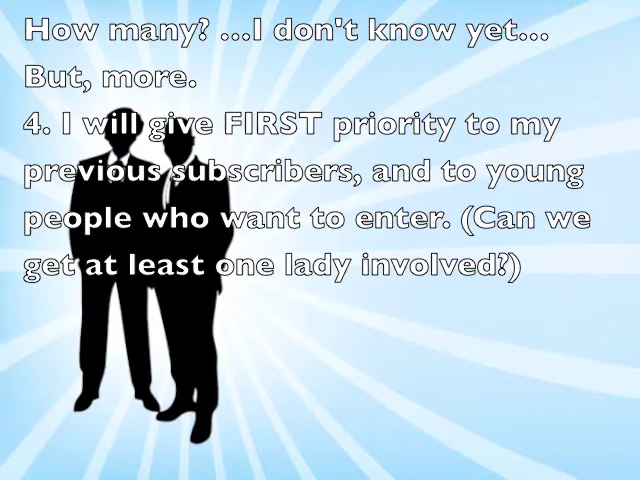 How many? ...I don't know yet...
But, more.
4. I will give FIRST priority to my
previous subscribers, and to young
people who want to enter. (Can we
get at least one lady involved?)